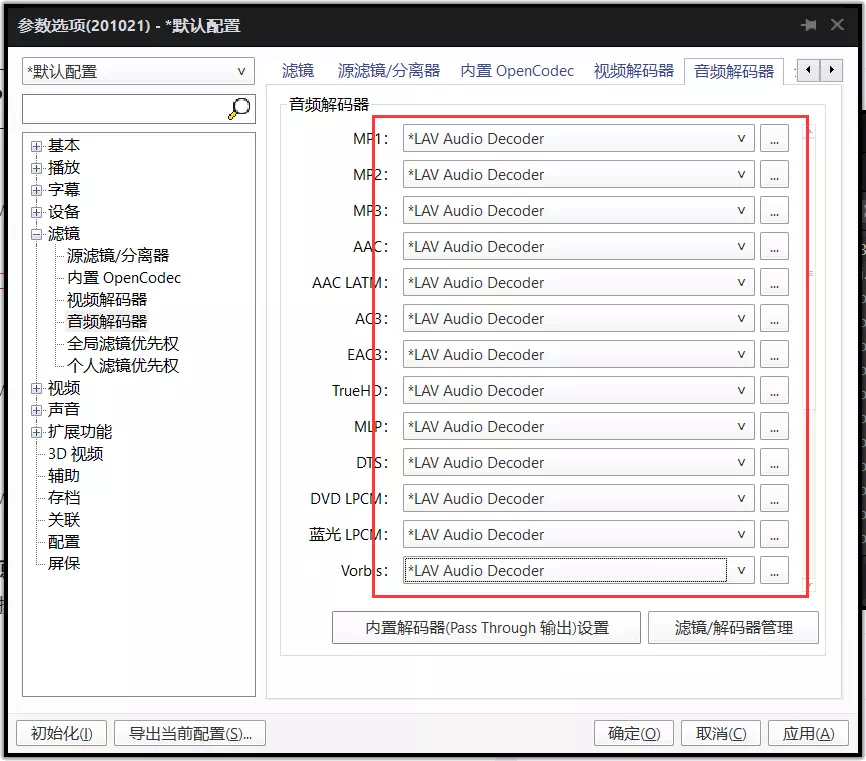 参数选项(201021) - *默认配置
*默认配置
滤镜 源滤镜/分离器 内置 OpenCodec 视频解码器 音频解码器
基本
播放
字幕
设备
滤镜
源滤镜/分离器
内置 OpenCodec
视频解码器
音频解码器
全局滤镜优先权
个人滤镜优先权
视频
声音
扩展功能
3D 视频
辅助
存档
关联
配置
屏保
音频解码器
MP1: *LAV Audio Decoder ...
MP2: *LAV Audio Decoder ...
MP3: *LAV Audio Decoder ...
AAC: *LAV Audio Decoder ...
AAC LATM: *LAV Audio Decoder ...
AC3: *LAV Audio Decoder ...
EAC3: *LAV Audio Decoder ...
TrueHD: *LAV Audio Decoder ...
MLP: *LAV Audio Decoder ...
DTS: *LAV Audio Decoder ...
DVD LPCM: *LAV Audio Decoder ...
蓝光 LPCM: *LAV Audio Decoder ...
Vorbis: *LAV Audio Decoder ...
内置解码器(Pass Through 输出)设置 滤镜/解码器管理
初始化(I) 导出当前配置(S)... 确定(O) 取消(C) 应用(A)